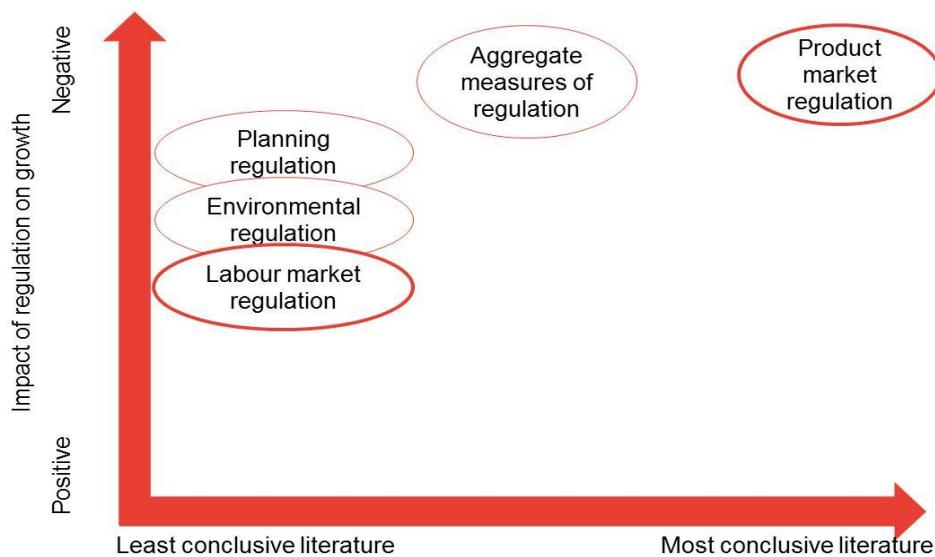 Negative
Impact of regulation on growth
Positive
Aggregate
measures of
regulation
Product
market
regulation
Planning
regulation
Environmental
regulation
Labour market
regulation
Least conclusive literature
Most conclusive literature